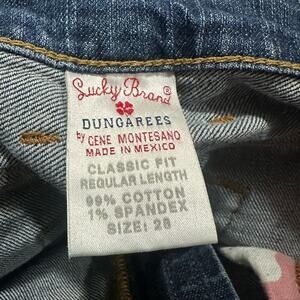 Lucky Brand®
DUNGAREES
by GENE MONTESANO
MADE IN MEXICO
CLASSIC FIT
REGULAR LENGTH
99% COTTON
1% SPANDEX
SIZE: 28